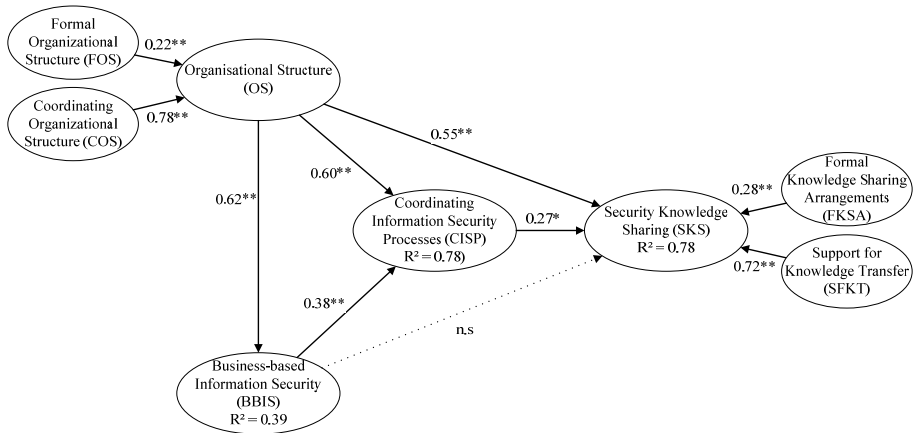 Formal
Organizational
Structure (FOS)
0.22**
Organisational Structure
(OS)
Coordinating
Organizational
Structure (COS)
0.78**
0.55**
0.60**
0.62**
Formal
Knowledge Sharing
Arrangements
(FKSA)
0.28**
Coordinating
Information Security
Processes (CISP)
R² = 0.78)
0.27*
Security Knowledge
Sharing (SKS)
R² = 0.78
Support for
Knowledge Transfer
(SFKT)
0.72**
0.38**
n.s
Business-based
Information Security
(BBIS)
R² = 0.39